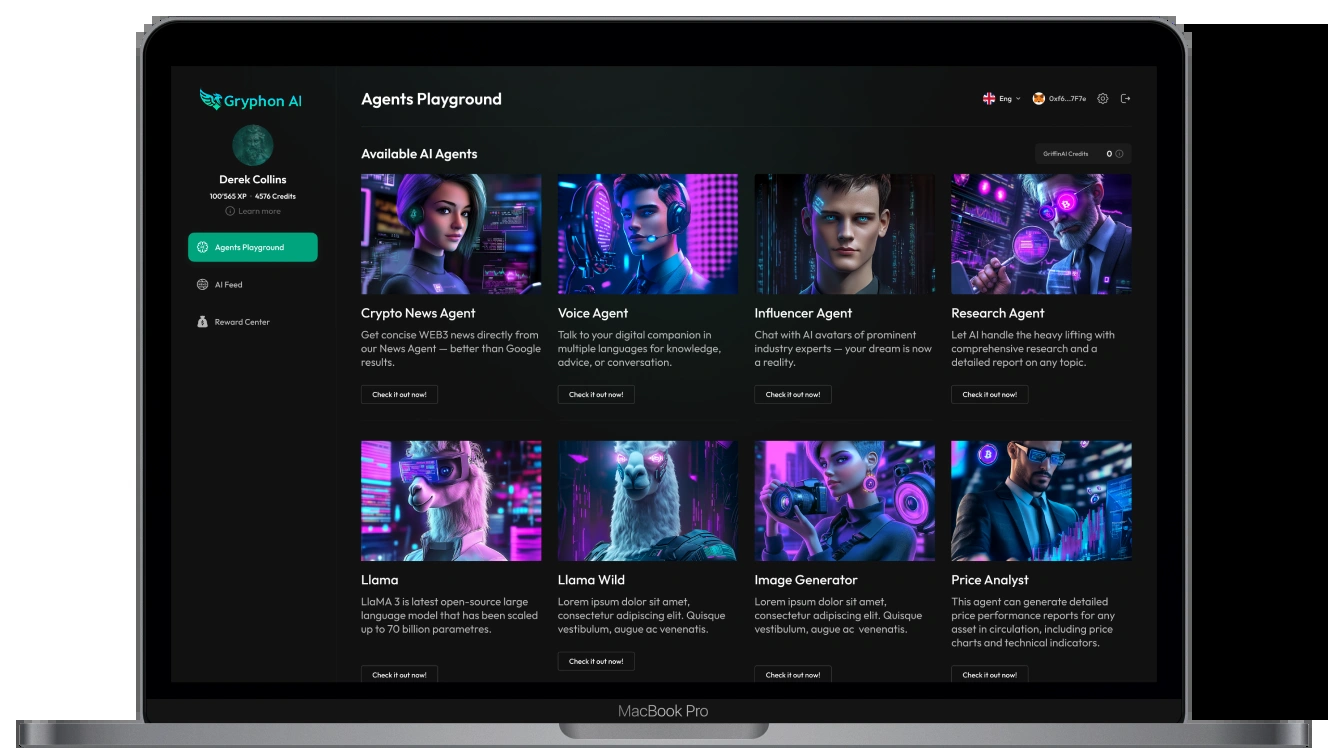 Gryphon AI
Derek Collins
100'565 XP · 4576 Credits
Learn more
Agents Playground
AI Feed
Reward Center
Agents Playground
Eng
0xf6...7F7e
Available AI Agents
GriffinAI Credits 0
Crypto News Agent
Get concise WEB3 news directly from
our News Agent — better than Google
results.
Check it out now!
Voice Agent
Talk to your digital companion in
multiple languages for knowledge,
advice, or conversation.
Check it out now!
Influencer Agent
Chat with AI avatars of prominent
industry experts — your dream is now
a reality.
Check it out now!
Research Agent
Let AI handle the heavy lifting with
comprehensive research and a
detailed report on any topic.
Check it out now!
Llama
LlaMA 3 is latest open-source large
language model that has been scaled
up to 70 billion parametres.
Check it out now!
Llama Wild
Lorem ipsum dolor sit amet,
consectetur adipiscing elit. Quisque
vestibulum, augue ac venenatis.
Check it out now!
Image Generator
Lorem ipsum dolor sit amet,
consectetur adipiscing elit. Quisque
vestibulum, augue ac venenatis.
Check it out now!
Price Analyst
This agent can generate detailed
price performance reports for any
asset in circulation, including price
charts and technical indicators.
Check it out now!
MacBook Pro